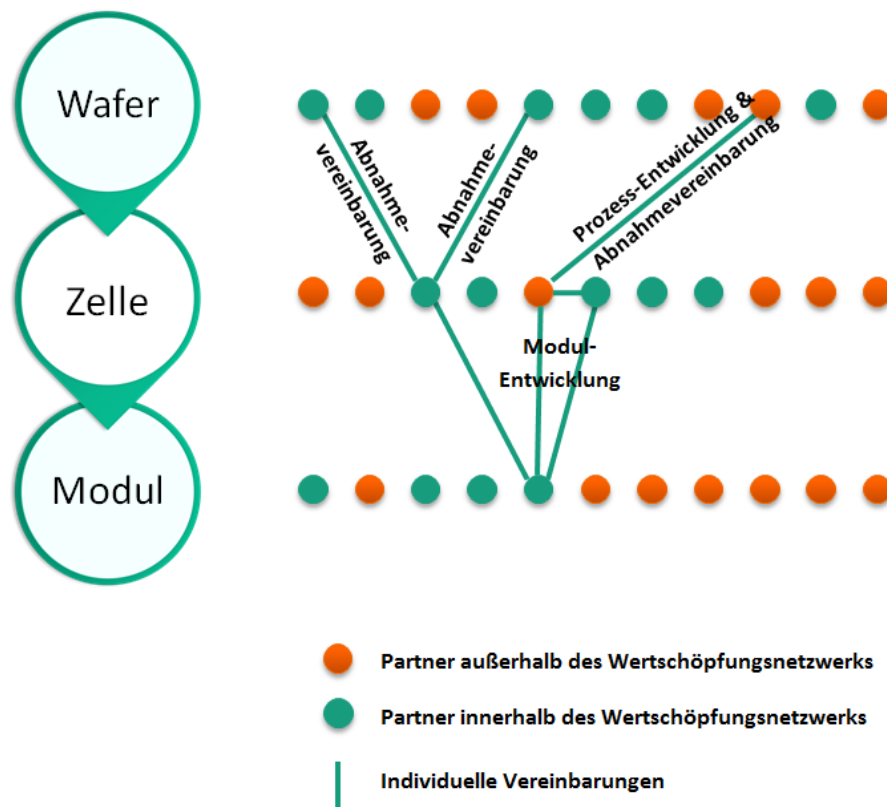 Wafer
Abnahme-
vereinbarung
Abnahme-
vereinbarung
Prozess-Entwicklung &
Abnahmevereinbarung
Zelle
Modul-
Entwicklung
Modul
Partner außerhalb des Wertschöpfungsnetzwerks
Partner innerhalb des Wertschöpfungsnetzwerks
Individuelle Vereinbarungen